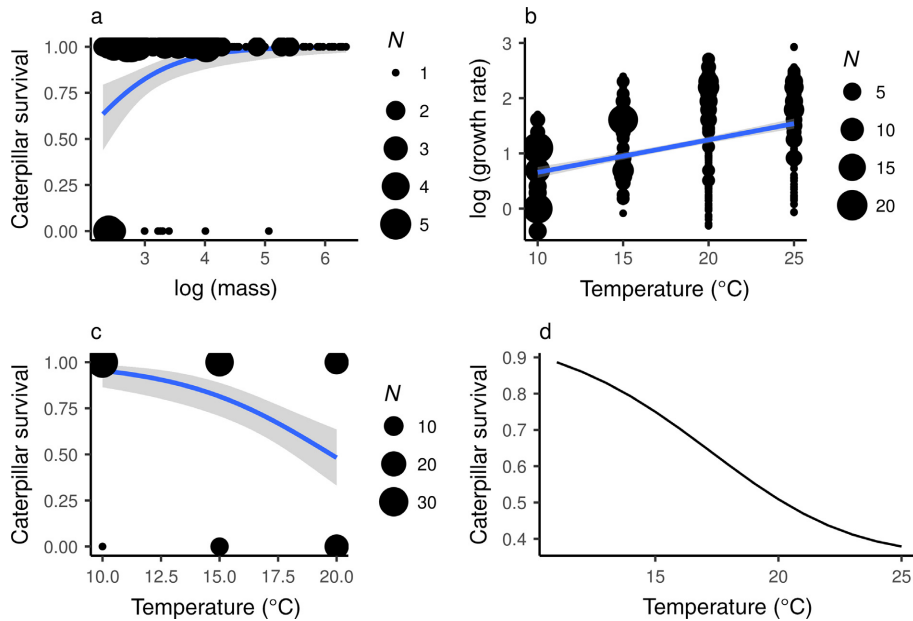 a
Caterpillar survival
1.00
0.75
0.50
0.25
0.00
3 4 5 6
log (mass)
N
1
2
3
4
5
b
log (growth rate)
3
2
1
0
10 15 20 25
Temperature (°C)
N
5
10
15
20
c
Caterpillar survival
1.00
0.75
0.50
0.25
0.00
10.0 12.5 15.0 17.5 20.0
Temperature (°C)
N
10
20
30
d
Caterpillar survival
0.9
0.8
0.7
0.6
0.5
0.4
15 20 25
Temperature (°C)